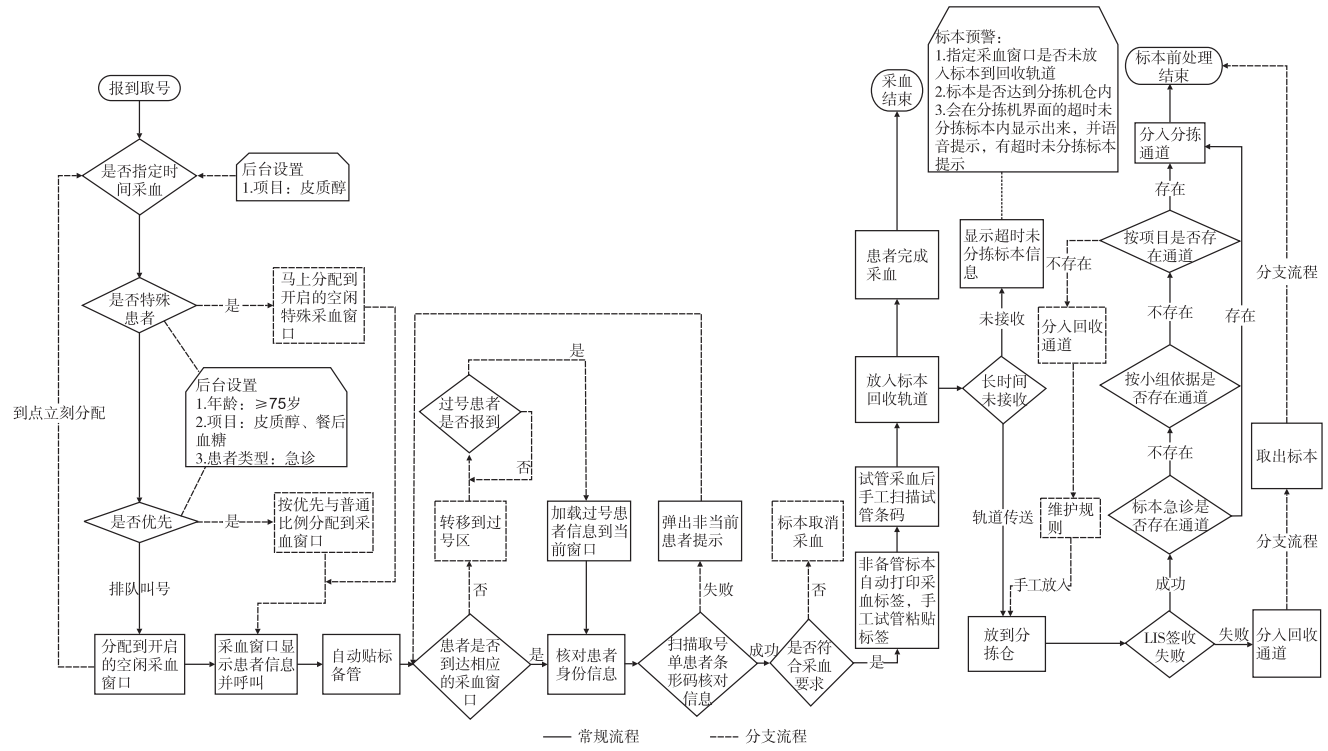 报到取号
是否指定时
间采血
后台设置
1.项目：皮质醇
是否特殊
患者
是
马上分配到
开启的空闲
特殊采血窗
口
后台设置
1.年龄：≥75岁
2.项目：皮质醇、餐后
血糖
3.患者类型：急诊
到点立刻分配
是否优先
是
按优先与普通
比例分配到采
血窗口
排队叫号
分配到开启
的空闲采血
窗口
采血窗口显
示患者信息
并呼叫
自动贴标
备管
患者是否
到达相应
的采血窗
口
否
转移到过
号区
过号患者
是否报到
否
是
加载过号患
者信息到当
前窗口
是
核对患者
身份信息
扫描取号
单患者条
形码核对
信息
失败
弹出非当前
患者提示
成功
是否符
合采血
要求
否
标本取消
采血
是
非备管标本
自动打印采
血标签，手
工试管粘贴
标签
试管采血后
手工扫描试
管条码
放入标本
回收轨道
患者完成
采血
采血
结束
长时间
未接收
未接收
显示超时未
分拣标本信
息
标本预警：
1.指定采血窗口是否未放
入标本到回收轨道
2.标本是否达到分拣机仓内
3.会在分拣机界面的超时未
分拣标本内显示出来，并语
音提示，有超时未分拣标本
提示
轨道传送
放到分
拣仓
手工放入
维护规
则
分入回收
通道
不存在
LIS签收
失败
成功
标本急诊是
否存在通道
不存在
按小组依据是
否存在通道
不存在
按项目是否存
在通道
存在
存在
分入分拣
通道
标本前处理
结束
失败
分入回收
通道
分支流程
取出标本
分支流程
常规流程
分支流程